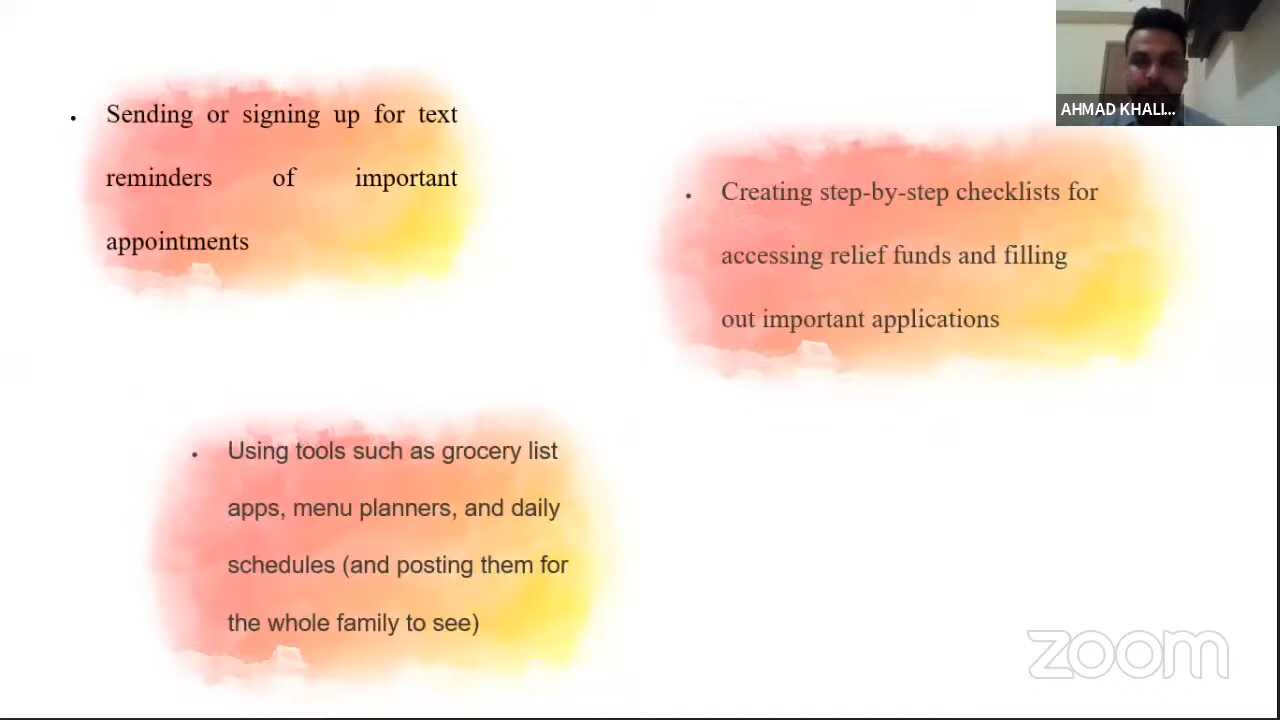 • Sending or signing up for text
reminders of important
appointments
• Creating step-by-step checklists for
accessing relief funds and filling
out important applications
• Using tools such as grocery list
apps, menu planners, and daily
schedules (and posting them for
the whole family to see)
AHMAD KHALI...
zoom